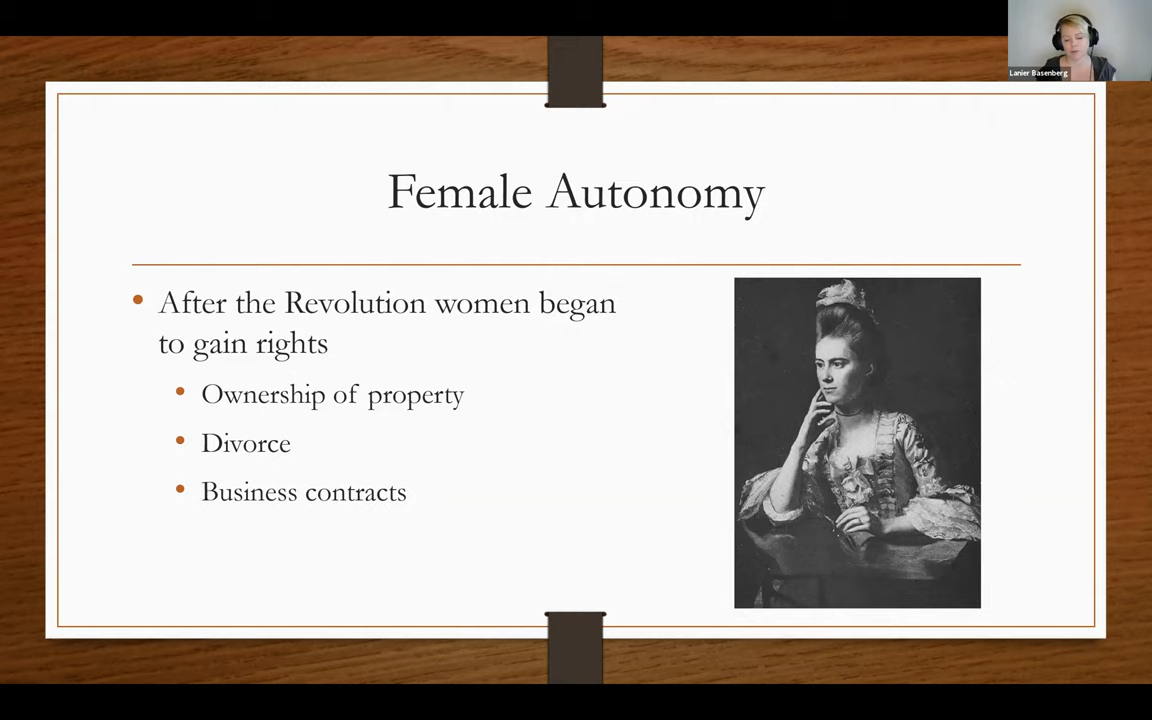 Lanier Basenberg
Female Autonomy
• After the Revolution women began
to gain rights
• Ownership of property
• Divorce
• Business contracts